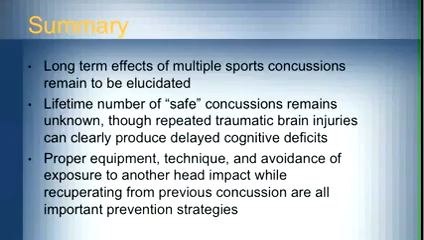 Summary
• Long term effects of multiple sports concussions
remain to be elucidated
• Lifetime number of “safe” concussions remains
unknown, though repeated traumatic brain injuries
can clearly produce delayed cognitive deficits
• Proper equipment, technique, and avoidance of
exposure to another head impact while
recuperating from previous concussion are all
important prevention strategies